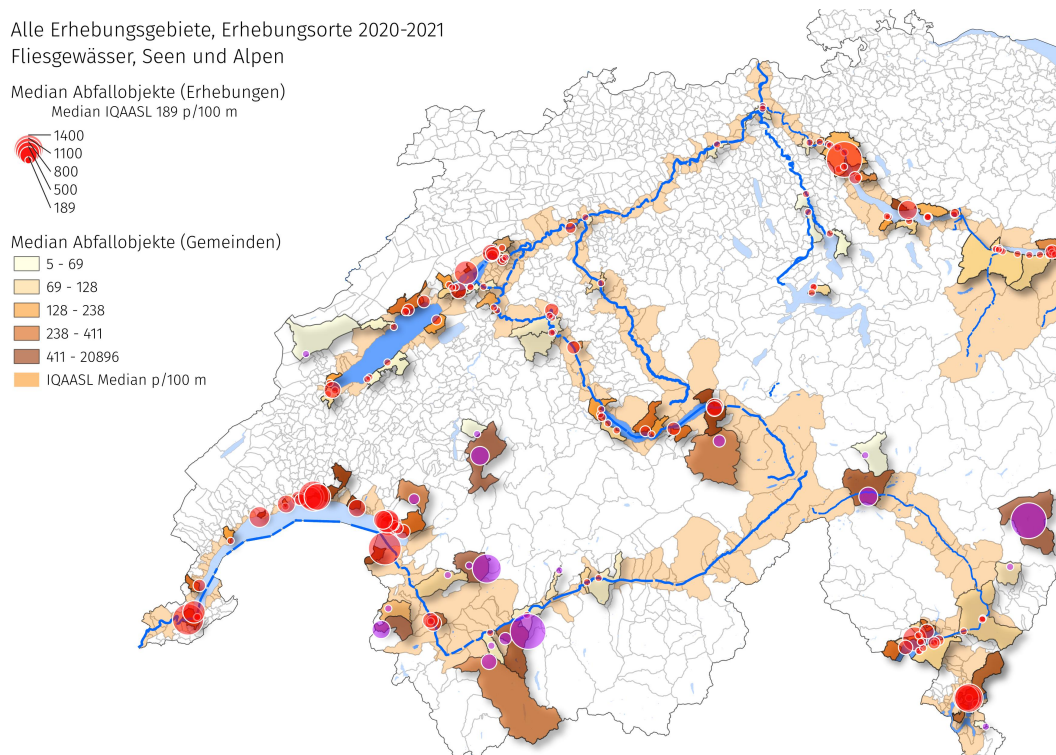 Alle Erhebungsgebiete, Erhebungsorte 2020-2021
Fliesgewässer, Seen und Alpen
Median Abfallobjekte (Erhebungen)
Median IQAASL 189 p/100 m
1400
1100
800
500
189
Median Abfallobjekte (Gemeinden)
5 - 69
69 - 128
128 - 238
238 - 411
411 - 20896
IQAASL Median p/100 m